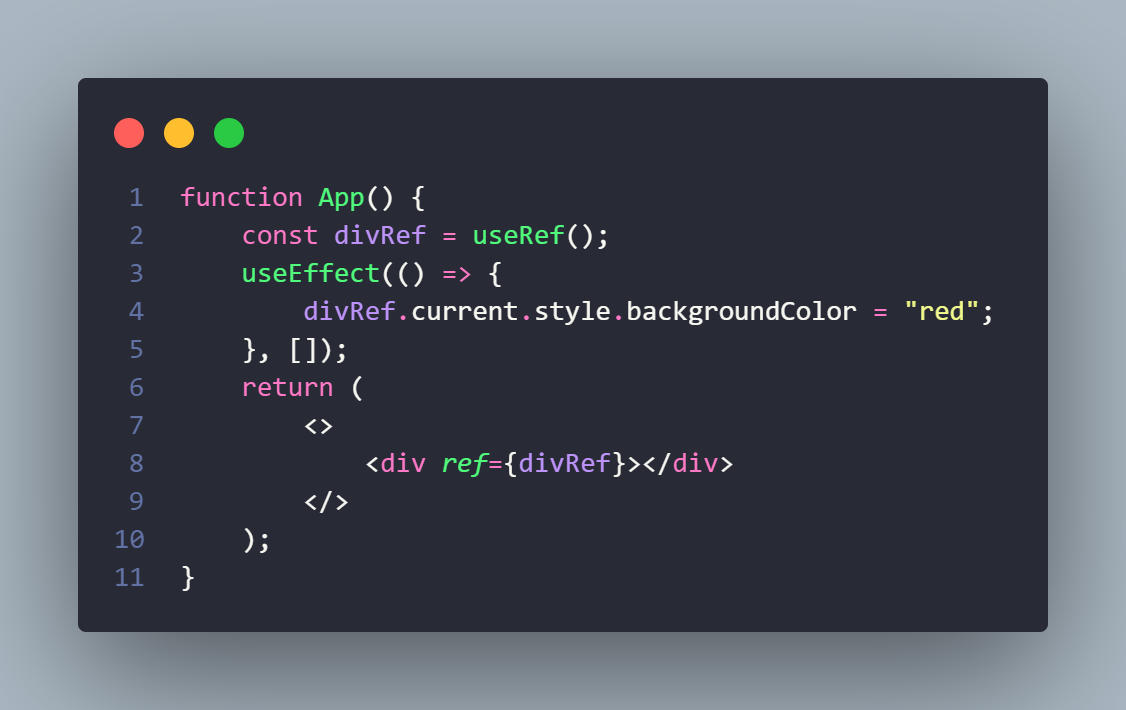 1 function App() {
2     const divRef = useRef();
3     useEffect(() => {
4         divRef.current.style.backgroundColor = "red";
5     }, []);
6     return (
7         <>
8             <div ref={divRef}></div>
9         </>
10     );
11 }